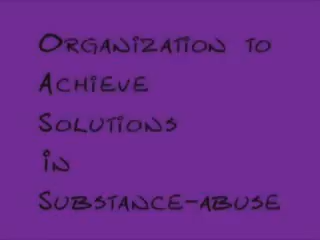 Organization to
Achieve
Solutions
in
Substance-abuse